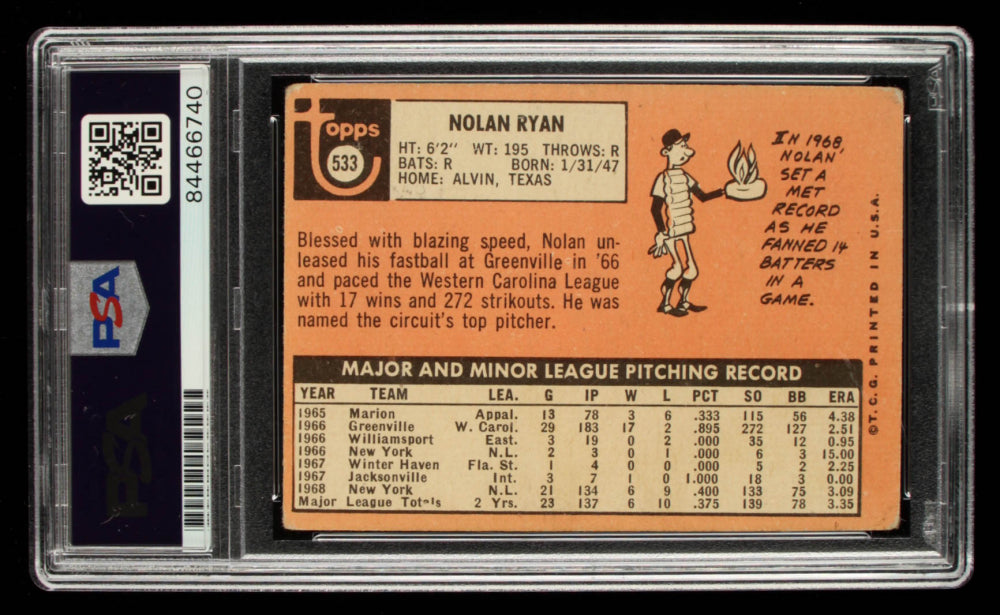 84466740
PSA
PSA
PSA
Topps
533
NOLAN RYAN
HT: 6'2" WT: 195 THROWS: R
BATS: R BORN: 1/31/47
HOME: ALVIN, TEXAS
Blessed with blazing speed, Nolan un-
leased his fastball at Greenville in '66
and paced the Western Carolina League
with 17 wins and 272 strikouts. He was
named the circuit's top pitcher.
IN 1968,
NOLAN
SET A
MET
RECORD
AS HE
FANNED 14
BATTERS
IN A
GAME.
©T.C.G. PRINTED IN U.S.A.
MAJOR AND MINOR LEAGUE PITCHING RECORD
YEAR TEAM LEA. G IP W L PCT SO BB ERA
1965 Marion Appal. 13 78 3 6 .333 115 56 4.38
1966 Greenville W. Carol. 29 183 17 2 .895 272 127 2.51
1966 Williamsport East. 3 19 0 2 .000 35 12 0.95
1966 New York N.L. 2 3 0 1 .000 6 3 15.00
1967 Winter Haven Fla. St. 1 4 0 0 .000 5 2 2.25
1967 Jacksonville Int. 3 7 1 0 1.000 18 3 0.00
1968 New York N.L. 21 134 6 9 .400 133 75 3.09
Major League Totals 2 Yrs. 23 137 6 10 .375 139 78 3.35